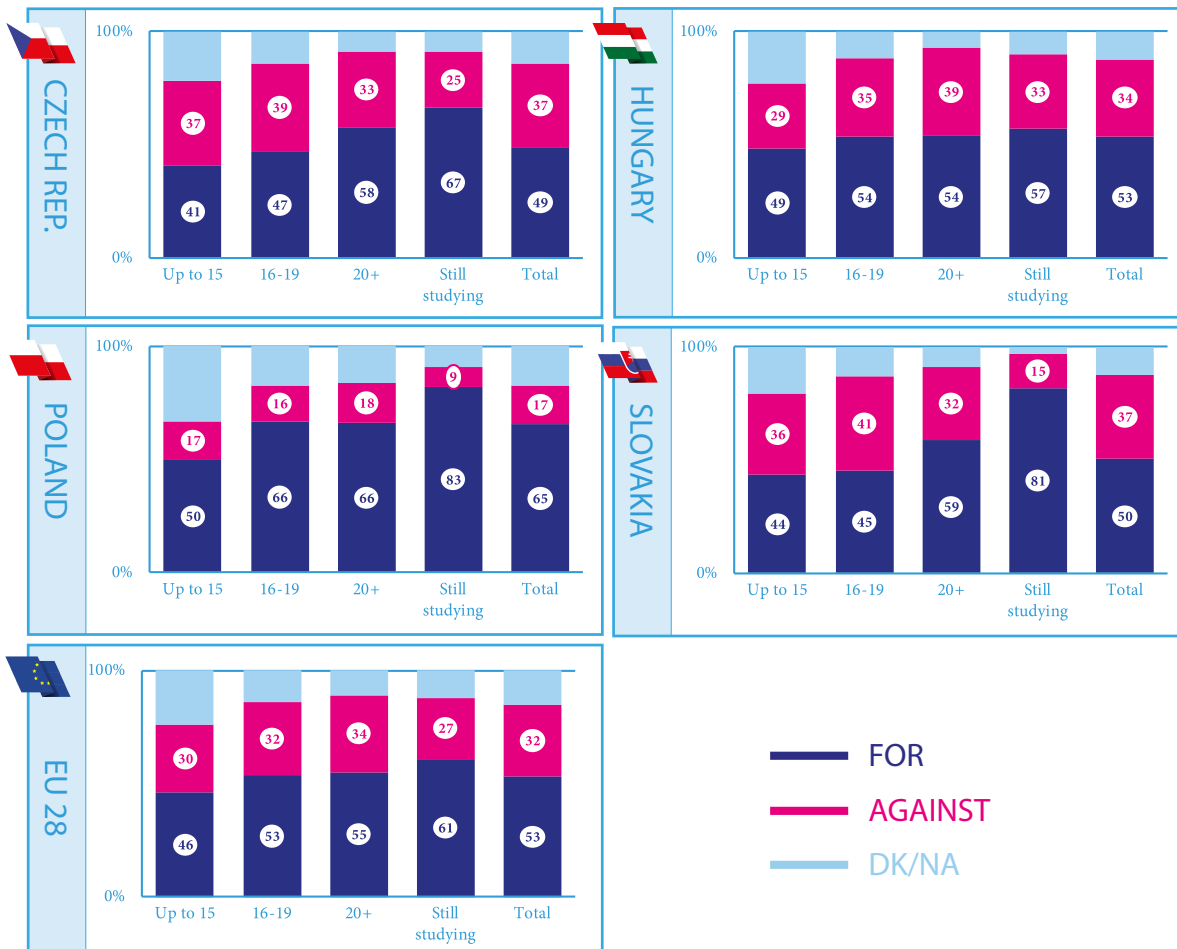 CZECH REP.
100%
37
39
33
25
37
41
47
58
67
49
0%
Up to 15
16-19
20+
Still
studying
Total
HUNGARY
100%
29
35
39
33
34
49
54
54
57
53
0%
Up to 15
16-19
20+
Still
studying
Total
POLAND
100%
17
16
18
9
17
50
66
66
83
65
0%
Up to 15
16-19
20+
Still
studying
Total
SLOVAKIA
100%
36
41
32
15
37
44
45
59
81
50
0%
Up to 15
16-19
20+
Still
studying
Total
EU 28
100%
30
32
34
27
32
46
53
55
61
53
0%
Up to 15
16-19
20+
Still
studying
Total
FOR
AGAINST
DK/NA